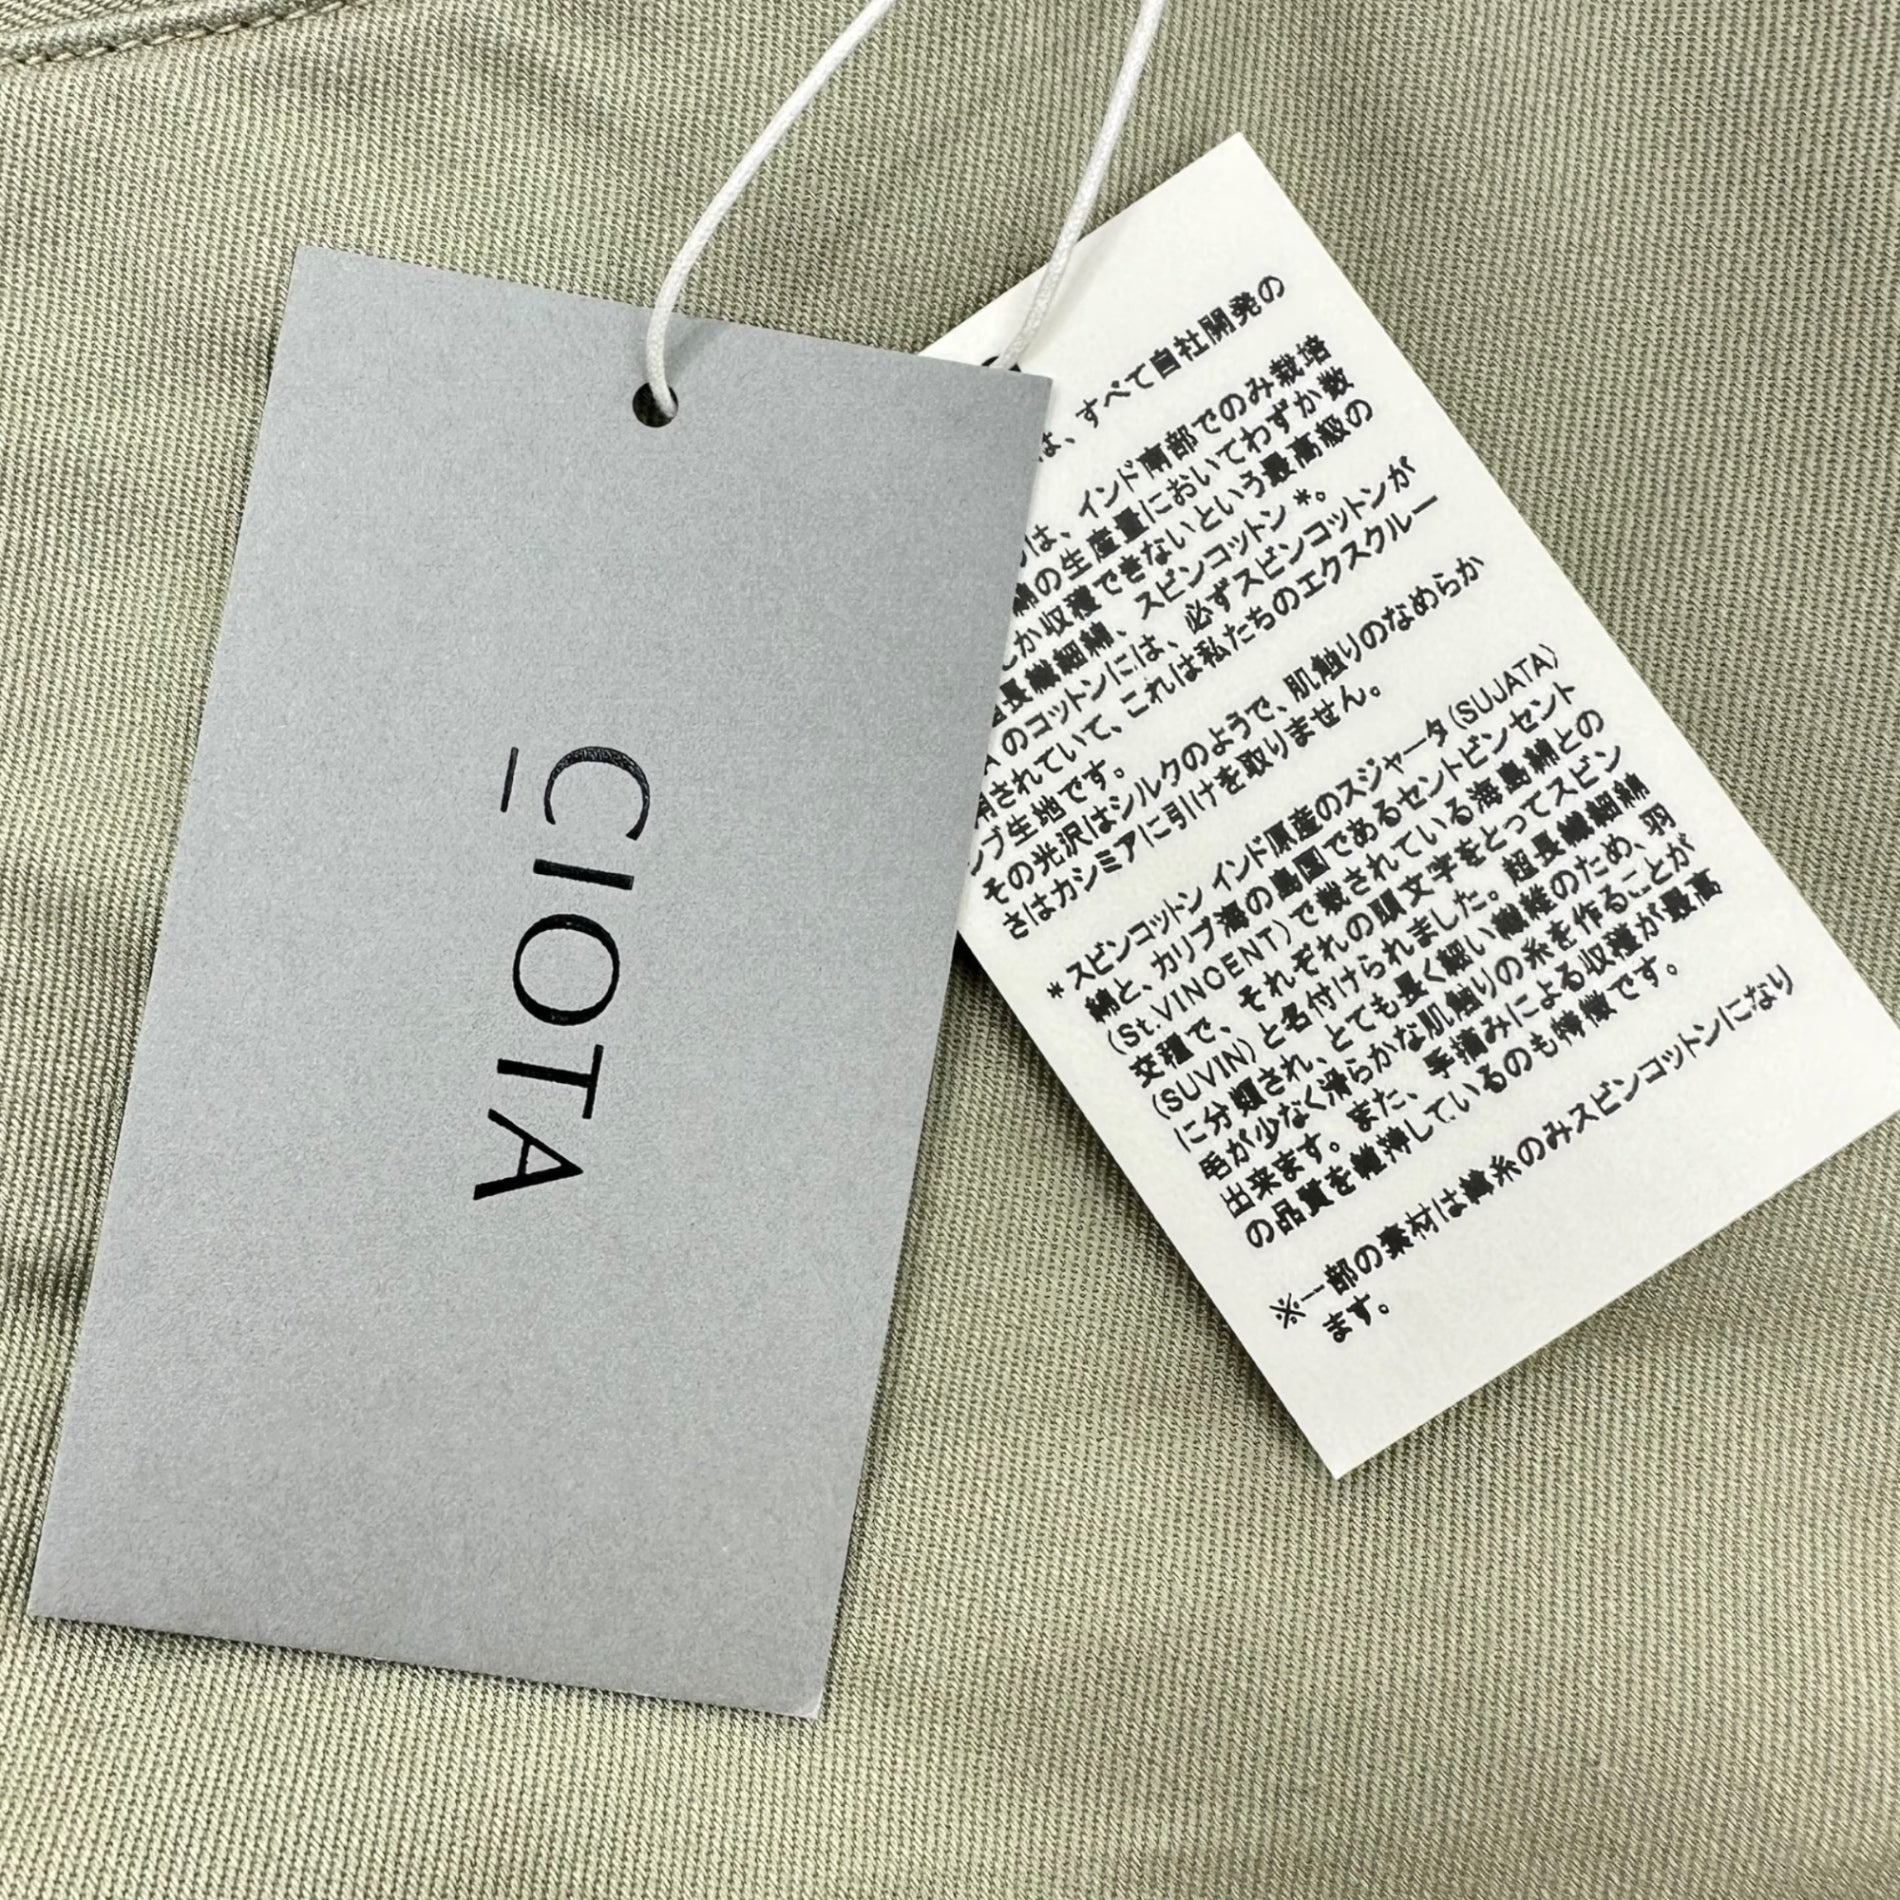 CIOTA
は、すべて自社開発の
は、インド南部でのみ栽培
綿の生産量においてわずか数
しか収穫できないという最高級の
超長繊細綿、スビンコットン＊。
のコットンには、必ずスビンコットンが
用されていて、これは私たちのエクスクルー
ブ生地です。
その光沢はシルクのようで、肌触りのなめらか
さはカシミアに引けを取りません。
＊スビンコットン インド原産のスジャータ(SUJATA)
綿と、カリブ海の島国であるセントビンセント
(St.VINCENT)で栽されている海島綿との
交種で、それぞれの頭文字をとってスビン
(SUVIN)と名付けられました。超長繊細綿
に分類され、とても長く細い繊維のため、羽
毛が少なく滑らかな肌触りの糸を作ることが
出来ます。また、手摘みによる収穫が最高
の品質を維持しているのも特徴です。
※一部の素材は緯糸のみスビンコットンになり
ます。